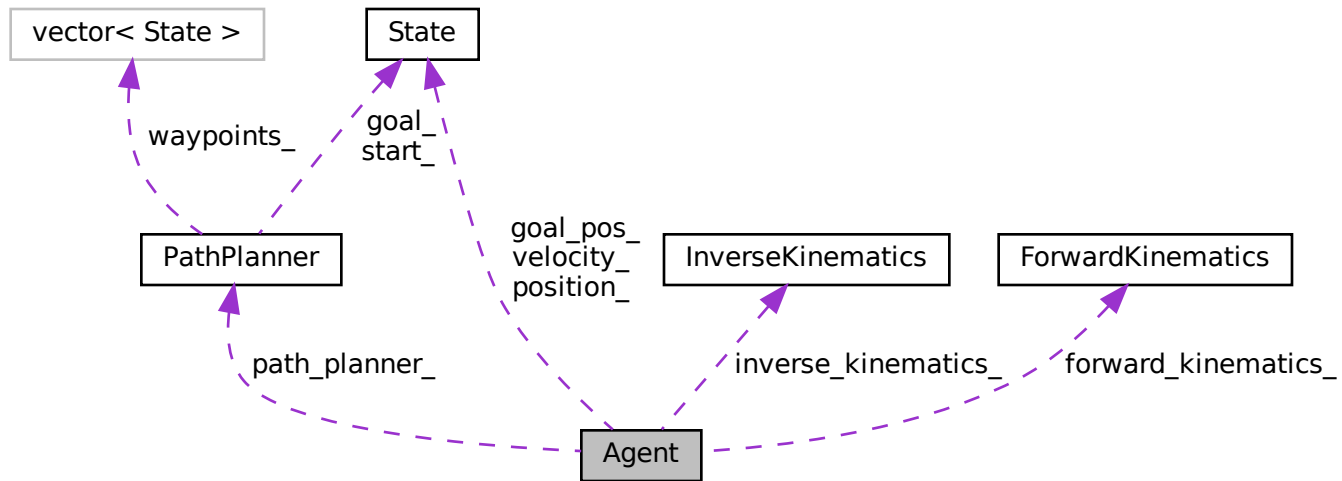 vector< State >
State
waypoints_
goal_
start_
PathPlanner
goal_pos_
velocity_
position_
InverseKinematics
ForwardKinematics
path_planner_
inverse_kinematics_
forward_kinematics_
Agent